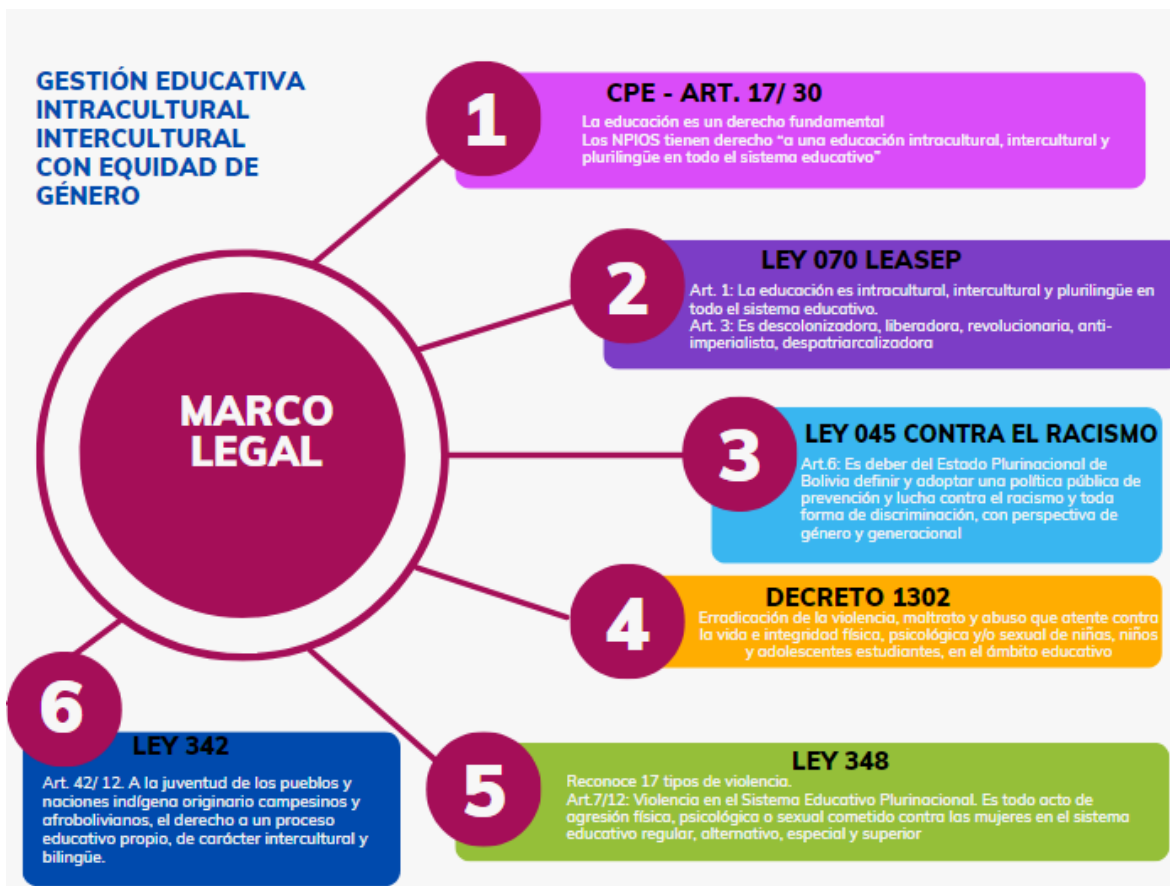 GESTIÓN EDUCATIVA
INTRACULTURAL
INTERCULTURAL
CON EQUIDAD DE
GÉNERO
MARCO
LEGAL
1
CPE - ART. 17/ 30
La educación es un derecho fundamental
Los NPIOS tienen derecho “a una educación intracultural, intercultural y
plurilingüe en todo el sistema educativo”
2
LEY 070 LEASEP
Art. 1: La educación es intracultural, intercultural y plurilingüe en
todo el sistema educativo.
Art. 3: Es descolonizadora, liberadora, revolucionaria, anti-
imperialista, despatriarcalizadora
3
LEY 045 CONTRA EL RACISMO
Art.6: Es deber del Estado Plurinacional de
Bolivia definir y adoptar una política pública de
prevención y lucha contra el racismo y toda
forma de discriminación, con perspectiva de
género y generacional
4
DECRETO 1302
Erradicación de la violencia, maltrato y abuso que atente contra
la vida e integridad física, psicológica y/o sexual de niñas, niños
y adolescentes estudiantes, en el ámbito educativo
5
LEY 348
Reconoce 17 tipos de violencia.
Art.7/12: Violencia en el Sistema Educativo Plurinacional. Es todo acto de
agresión física, psicológica o sexual cometido contra las mujeres en el sistema
educativo regular, alternativo, especial y superior
6
LEY 342
Art. 42/ 12. A la juventud de los pueblos y
naciones indígena originario campesinos y
afrobolivianos, el derecho a un proceso
educativo propio, de carácter intercultural y
bilingüe.